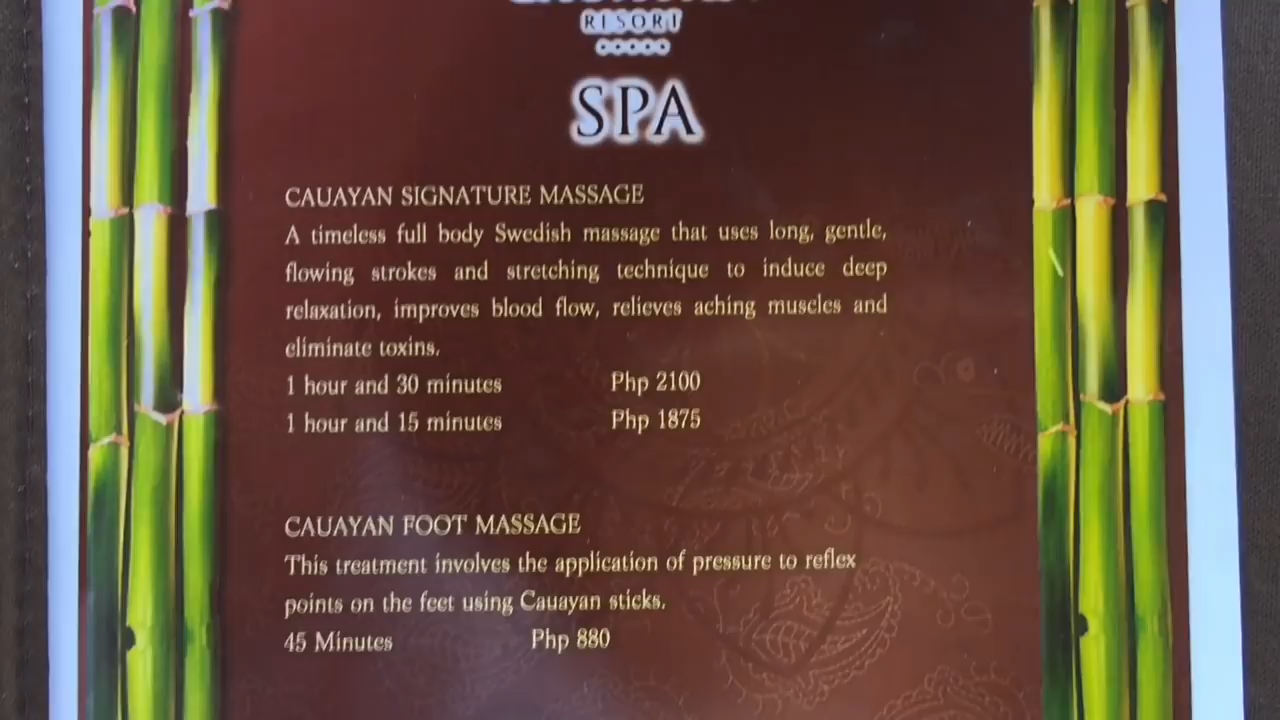 RESORT
SPA
CAUAYAN SIGNATURE MASSAGE
A timeless full body Swedish massage that uses long, gentle,
flowing strokes and stretching technique to induce deep
relaxation, improves blood flow, relieves aching muscles and
eliminate toxins.
1 hour and 30 minutes Php 2100
1 hour and 15 minutes Php 1875
CAUAYAN FOOT MASSAGE
This treatment involves the application of pressure to reflex
points on the feet using Cauayan sticks.
45 Minutes Php 880